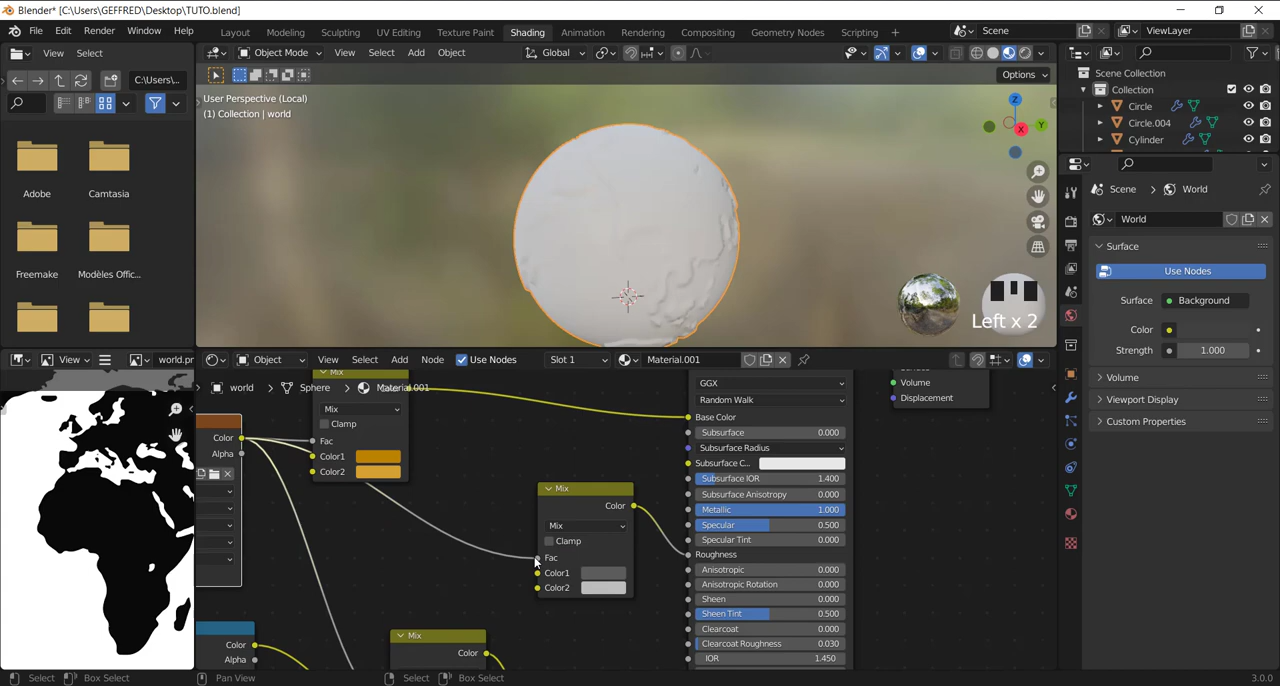 Blender* [C:\Users\GEFFRED\Desktop\TUTO.blend]
File Edit Render Window Help
Layout Modeling Sculpting UV Editing Texture Paint Shading Animation Rendering Compositing Geometry Nodes Scripting +
Scene
ViewLayer
View Select
Object Mode View Select Add Object
Global
C:\Users\...
Options
User Perspective (Local)
(1) Collection | world
Z
Y
X
Adobe
Camtasia
Freemake
Modèles Offic...
Left x 2
Scene Collection
Collection
Circle
Circle.004
Cylinder
Scene > World
World
Surface
Use Nodes
Surface Background
Color
Strength 1.000
Volume
Viewport Display
Custom Properties
View
world.pr
Object View Select Add Node Use Nodes Slot 1 Material.001
world > Sphere > Material.001
Color
Alpha
Mix
Color
Mix
Clamp
Fac
Color1
Color2
Mix
Color
Mix
Clamp
Fac
Color1
Color2
Mix
Color
Color
Alpha
GGX
Random Walk
Base Color
Subsurface 0.000
Subsurface Radius
Subsurface C...
Subsurface IOR 1.400
Subsurface Anisotropy 0.000
Metallic 1.000
Specular 0.500
Specular Tint 0.000
Roughness
Anisotropic 0.000
Anisotropic Rotation 0.000
Sheen 0.000
Sheen Tint 0.500
Clearcoat 0.000
Clearcoat Roughness 0.030
IOR 1.450
Volume
Displacement
Select Box Select Pan View Select Box Select 3.0.0